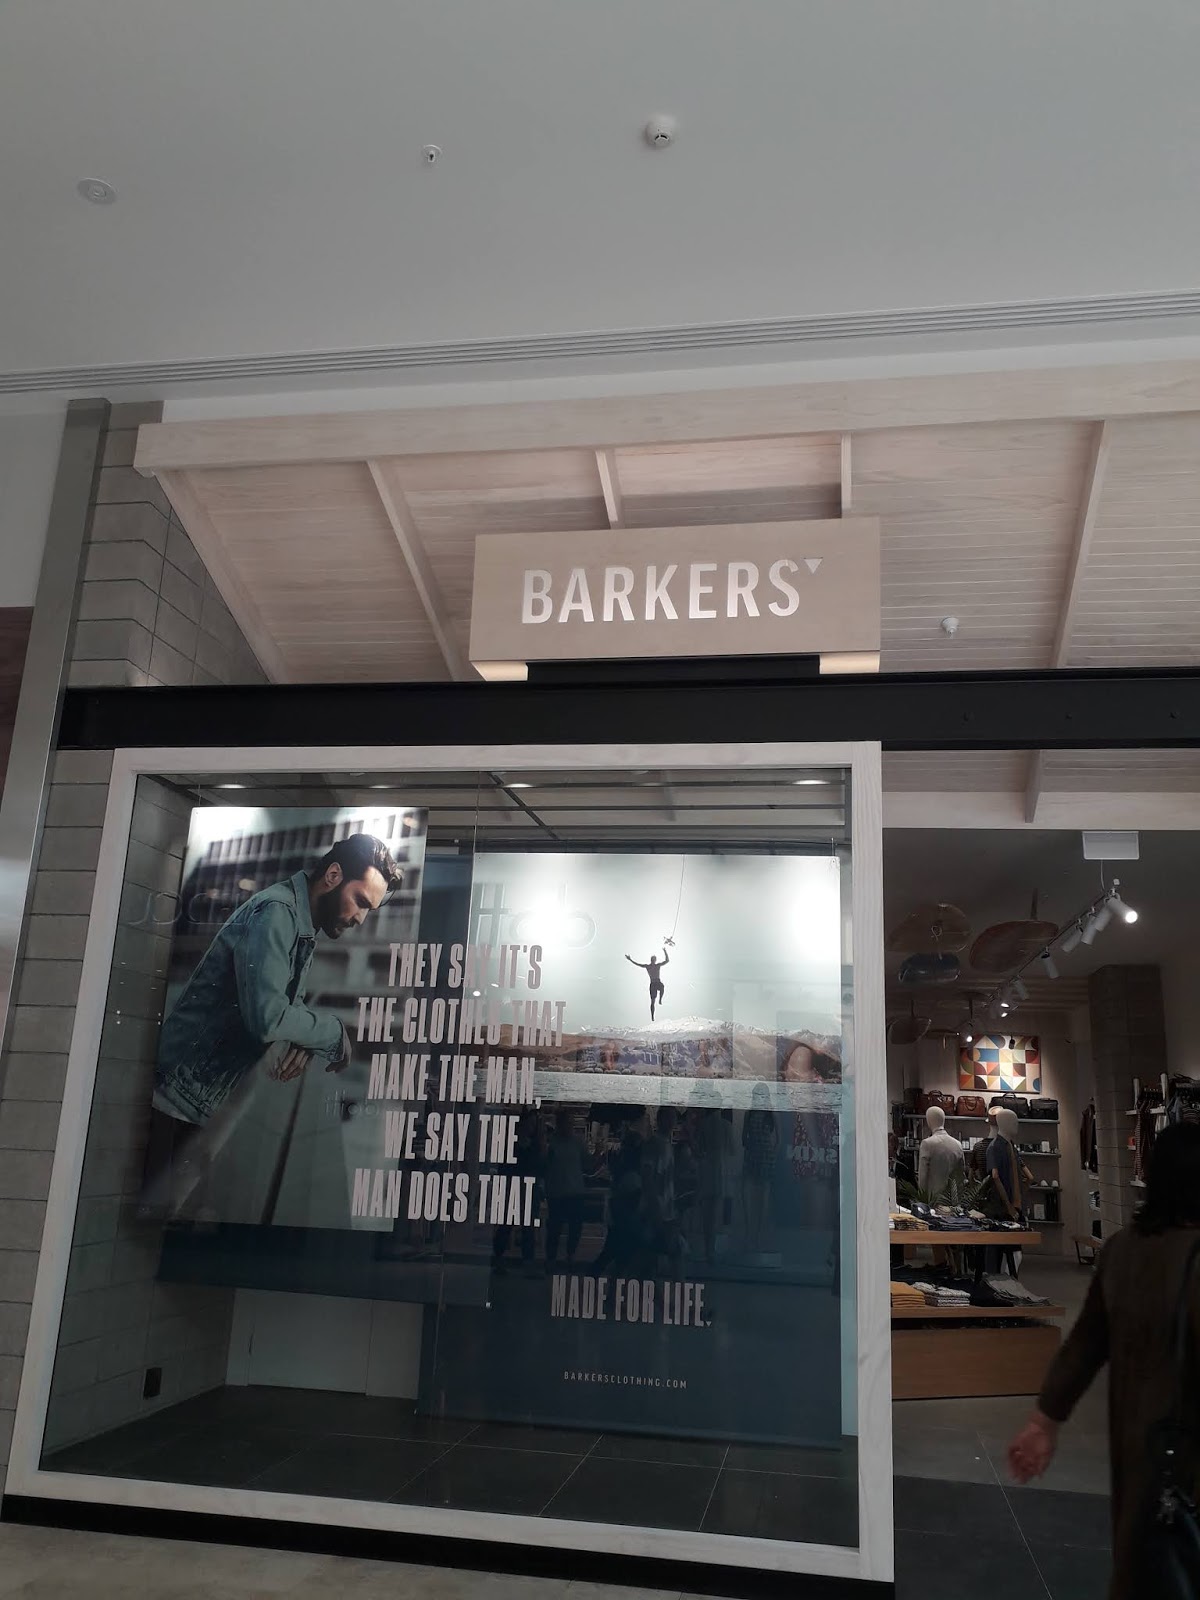 BARKERS
THEY SAY IT'S
THE CLOTHES THAT
MAKE THE MAN,
WE SAY THE
MAN DOES THAT.
MADE FOR LIFE.
BARKERSCLOTHING.COM
SKIN